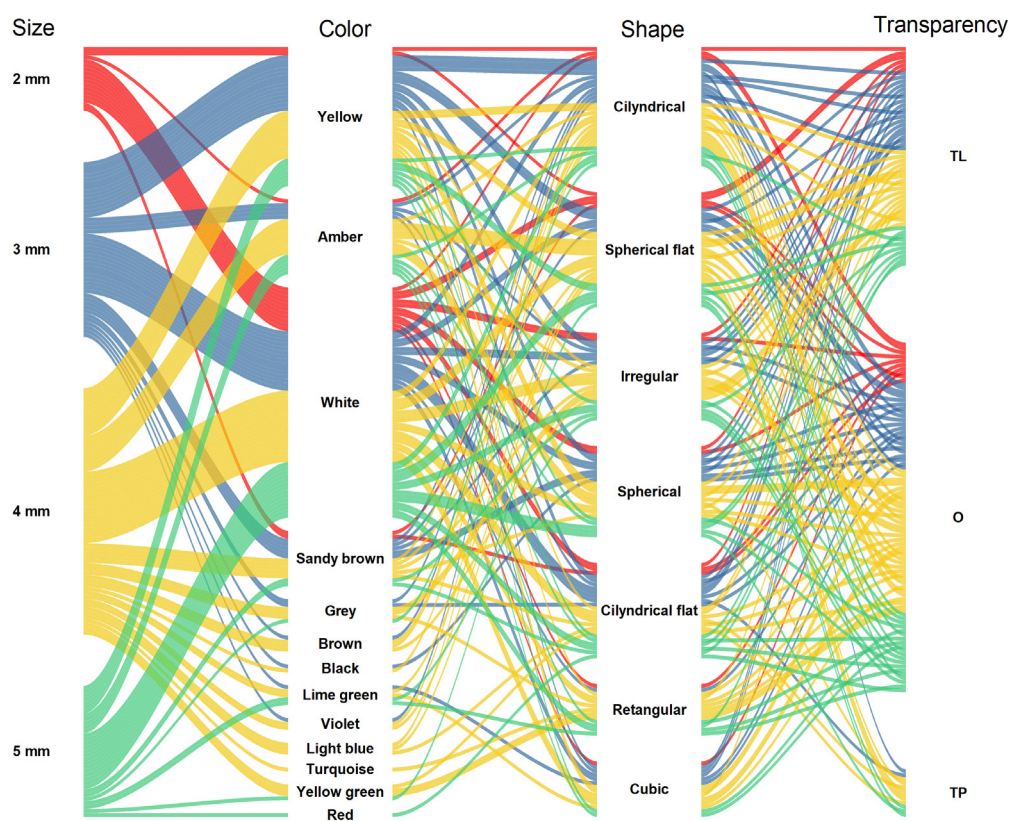 Size
Color
Shape
Transparency
2 mm
3 mm
4 mm
5 mm
Yellow
Amber
White
Sandy brown
Grey
Brown
Black
Lime green
Violet
Light blue
Turquoise
Yellow green
Red
Cilyndrical
Spherical flat
Irregular
Spherical
Cilyndrical flat
Retangular
Cubic
TL
O
TP